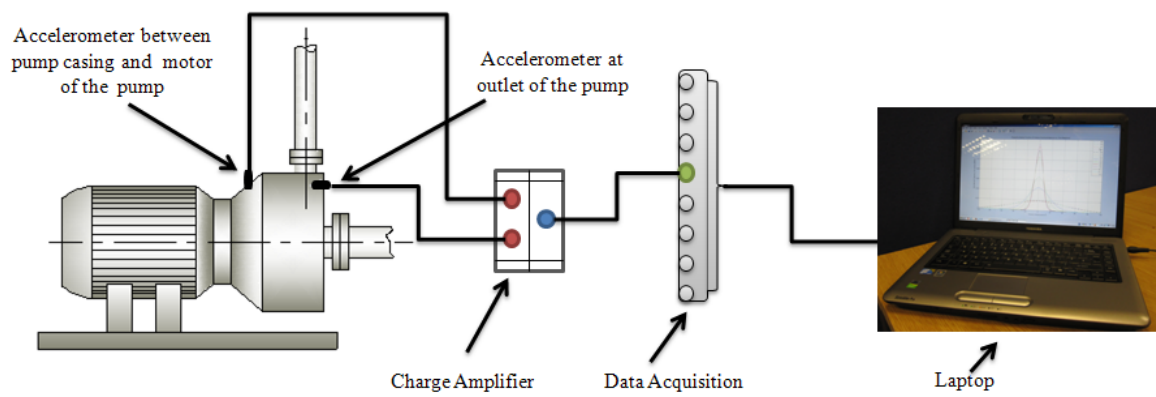 Accelerometer between
pump casing and motor
of the pump
Accelerometer at
outlet of the pump
Charge Amplifier
Data Acquisition
Laptop